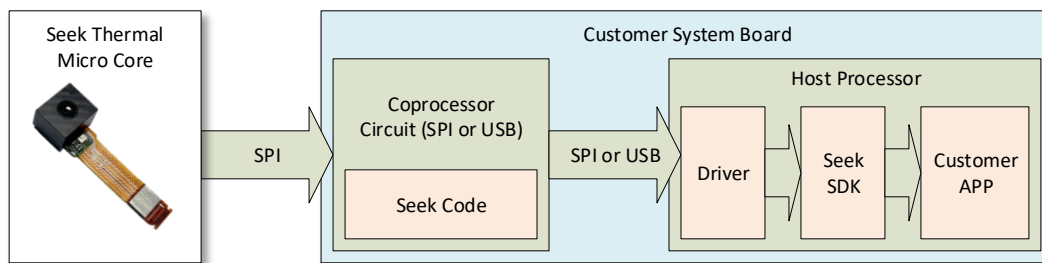 Seek Thermal
Micro Core
SPI
Customer System Board
Coprocessor
Circuit (SPI or USB)
Seek Code
SPI or USB
Host Processor
Driver
Seek
SDK
Customer
APP